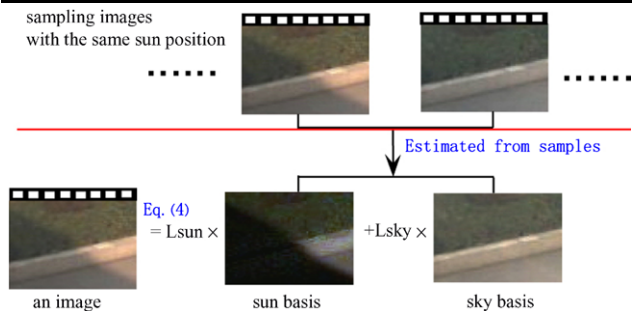 sampling images
with the same sun position
Estimated from samples
Eq.(4)
= Lsun × +Lsky ×
an image sun basis sky basis